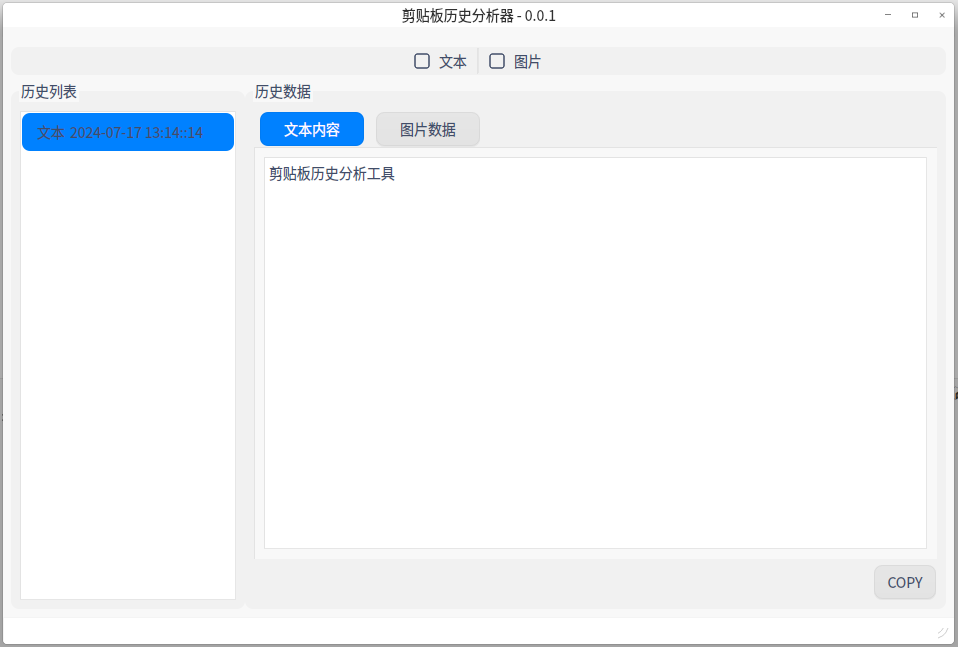 剪贴板历史分析器 - 0.0.1
文本
图片
历史列表
历史数据
文本 2024-07-17 13:14::14
文本内容
图片数据
剪贴板历史分析工具
COPY